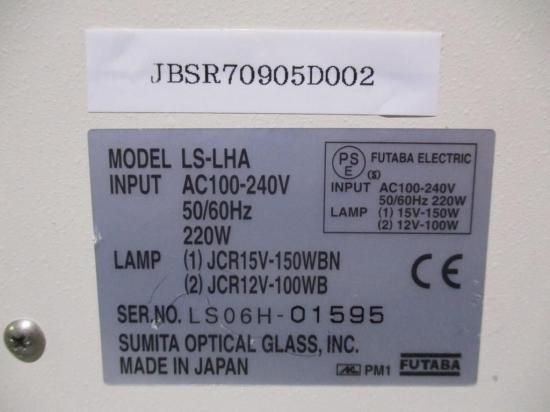 JBSR70905D002
MODEL LS-LHA
INPUT AC100-240V
50/60Hz
220W
LAMP (1) JCR15V-150WBN
(2) JCR12V-100WB
SER.NO. LS06H-01595
SUMITA OPTICAL GLASS, INC.
MADE IN JAPAN
PS
E
(S) FUTABA ELECTRIC
INPUT AC100-240V
50/60Hz 220W
LAMP (1) 15V-150W
(2) 12V-100W
CE
PM1 FUTABA